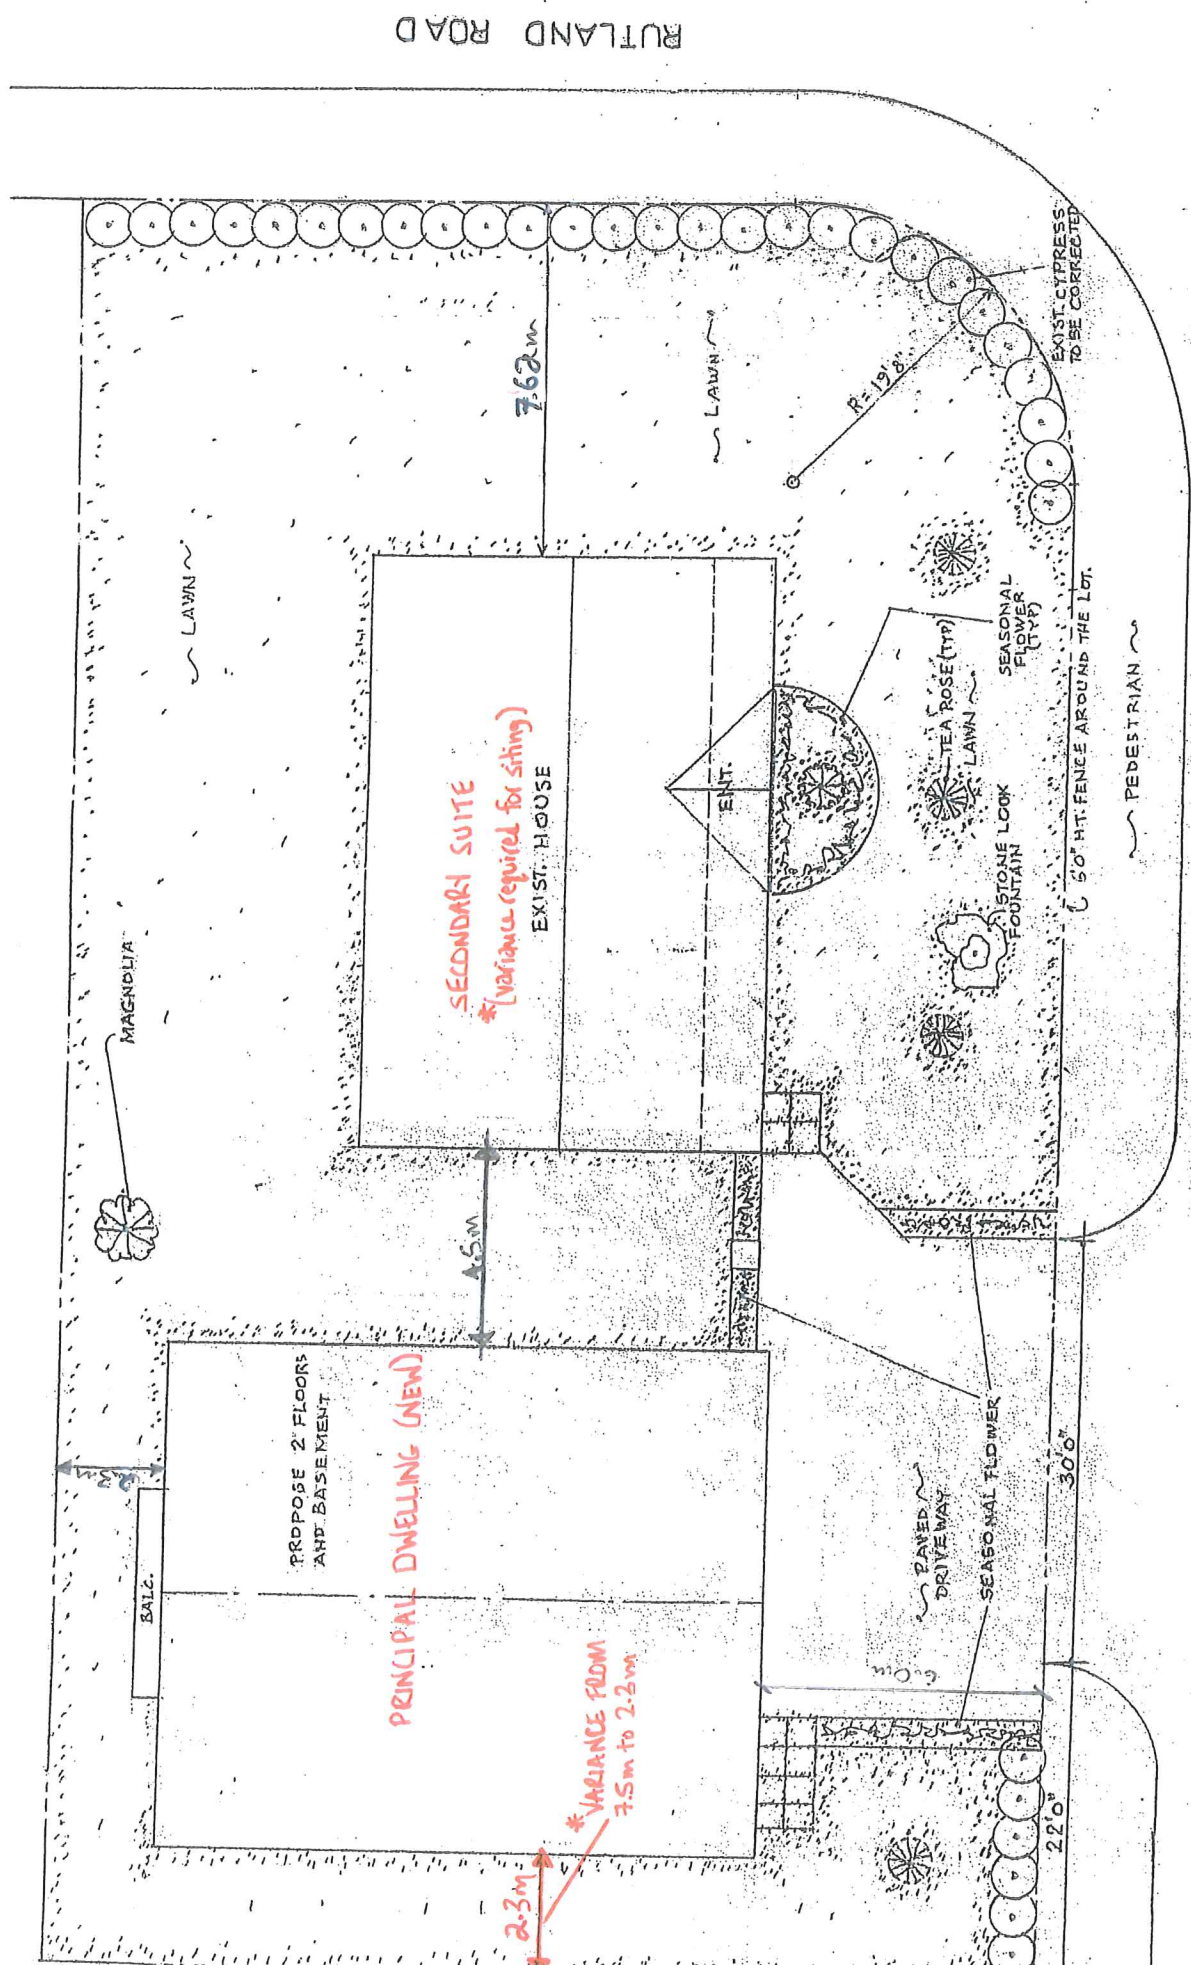 RUTLAND ROAD
EXIST. CYPRESS
TO BE CORRECTED
7.62m
~ LAWN ~
R = 19'8"
~ LAWN ~
SECONDARY SUITE
* (variance required for siting)
EXIST. HOUSE
ENT.
SEASONAL
FLOWER
(TYP)
TEA ROSE (TYP)
LAWN ~
STONE LOOK
FOUNTAIN
5'0" HT. FENCE AROUND THE LOT.
~ PEDESTRIAN ~
MAGNOLIA
4.5m
PROPOSE 2 FLOORS
AND BASEMENT
PRINCIPAL DWELLING (NEW)
BALC.
* VARIANCE FROM
7.5m to 2.3m
2.3m
~ PAVED ~
DRIVEWAY
SEASONAL FLOWER
6.0m
30'0"
22'0"